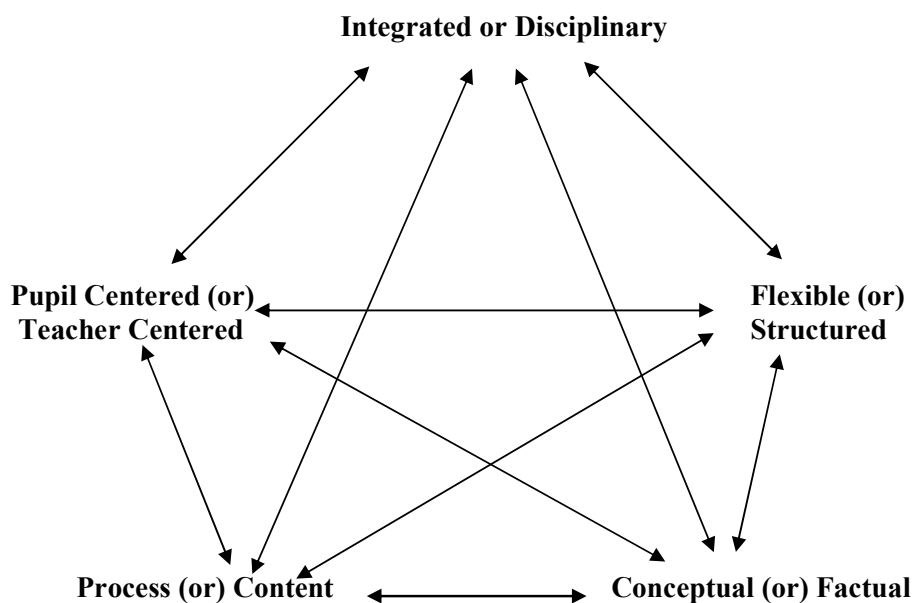 Integrated or Disciplinary
Pupil Centered (or)
Teacher Centered
Flexible (or)
Structured
Process (or) Content
Conceptual (or) Factual